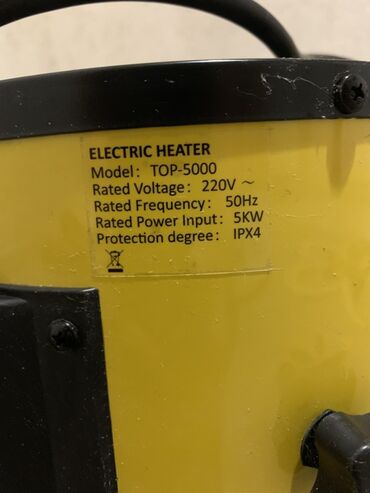 ELECTRIC HEATER
Model: TOP-5000
Rated Voltage: 220V ~
Rated Frequency: 50Hz
Rated Power Input: 5KW
Protection degree: IPX4